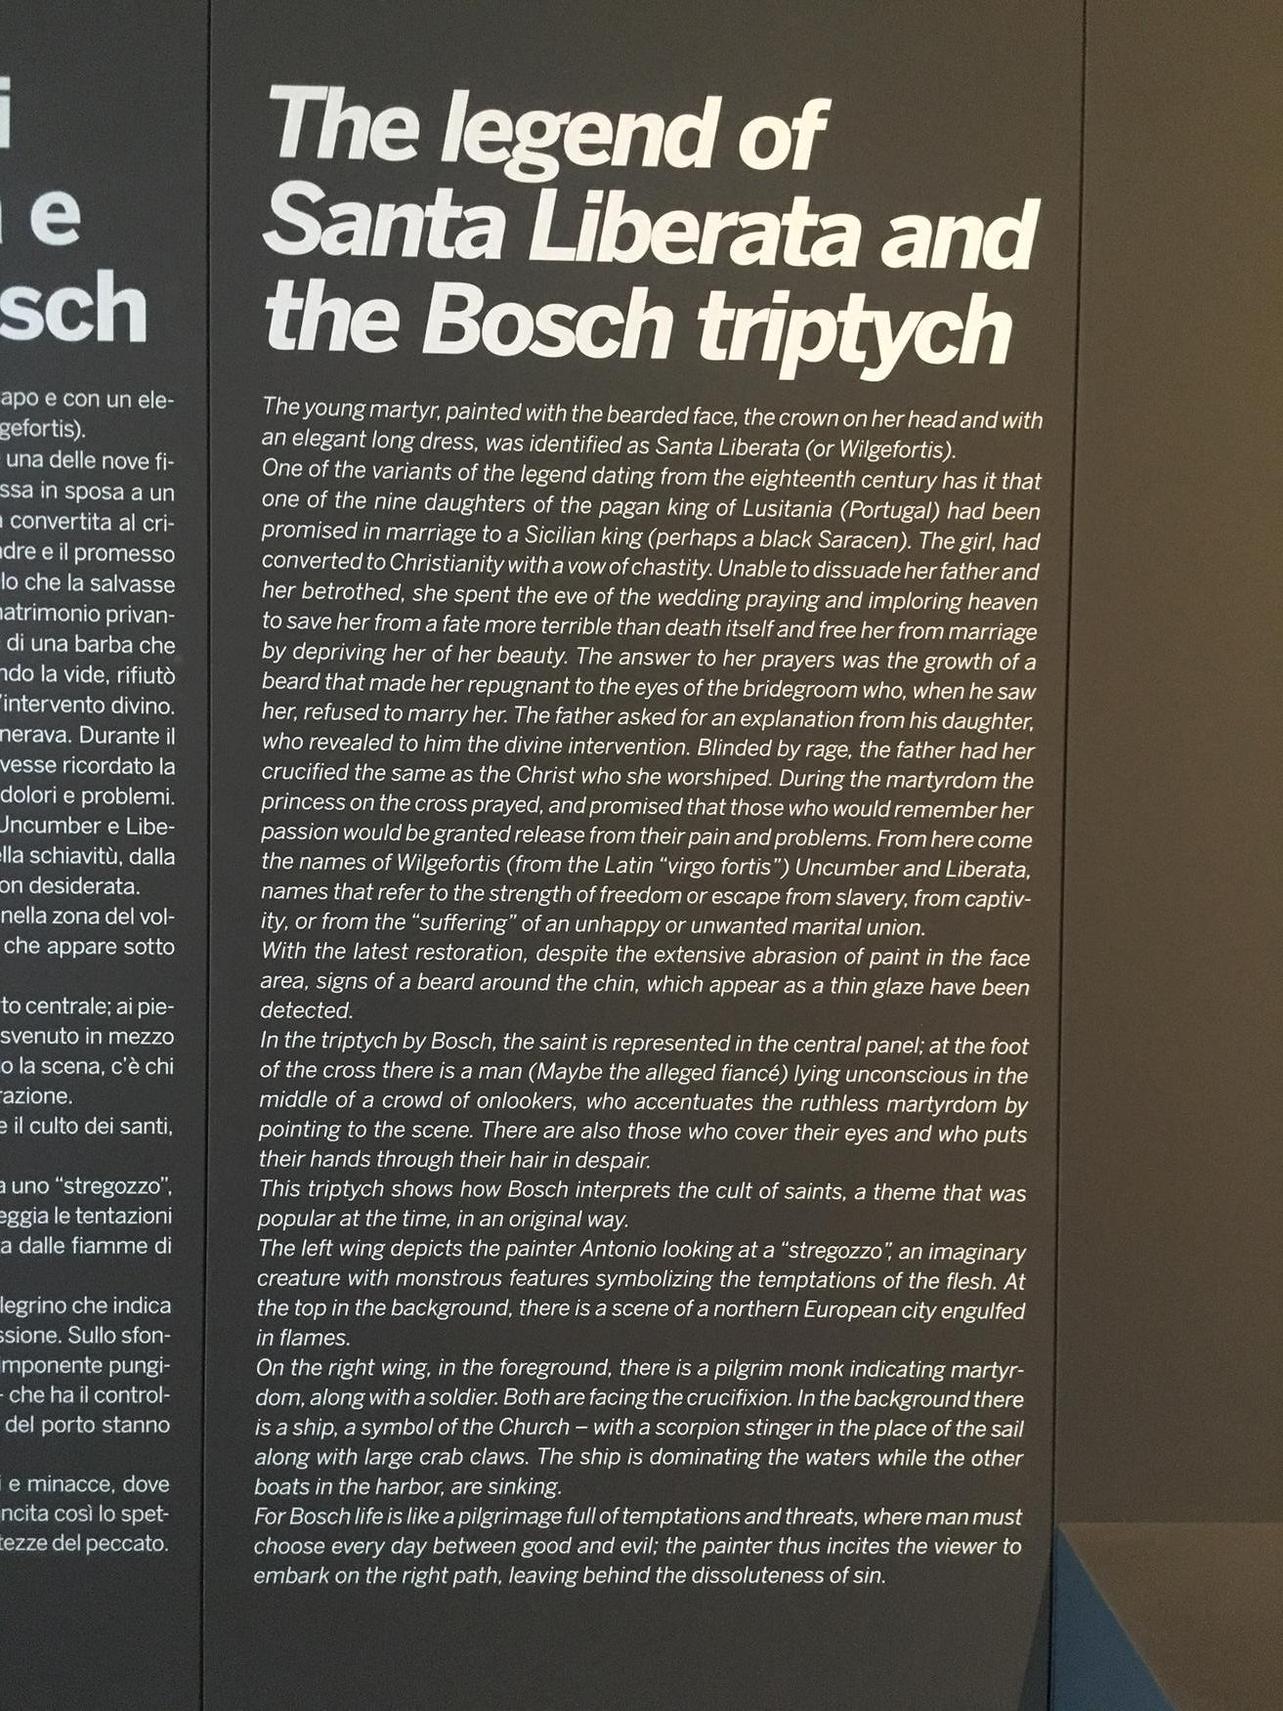 i
e
sch
apo e con un ele-
gefortis).
una delle nove fi-
ssa in sposa a un
convertita al cri-
dre e il promesso
lo che la salvasse
matrimonio privan-
di una barba che
ndo la vide, rifiutò
'intervento divino.
nerava. Durante il
vesse ricordato la
dolori e problemi.
Uncumber e Libe-
lla schiavitù, dalla
on desiderata.
nella zona del vol-
che appare sotto
to centrale; ai pie-
svenuto in mezzo
o la scena, c'è chi
razione.
e il culto dei santi,
a uno “stregozzo”,
eggia le tentazioni
a dalle fiamme di
legrino che indica
ssione. Sullo sfon-
mponente pungi-
- che ha il control-
del porto stanno
i e minacce, dove
ncita così lo spet-
tezze del peccato.
The legend of
Santa Liberata and
the Bosch triptych
The young martyr, painted with the bearded face, the crown on her head and with
an elegant long dress, was identified as Santa Liberata (or Wilgefortis).
One of the variants of the legend dating from the eighteenth century has it that
one of the nine daughters of the pagan king of Lusitania (Portugal) had been
promised in marriage to a Sicilian king (perhaps a black Saracen). The girl, had
converted to Christianity with a vow of chastity. Unable to dissuade her father and
her betrothed, she spent the eve of the wedding praying and imploring heaven
to save her from a fate more terrible than death itself and free her from marriage
by depriving her of her beauty. The answer to her prayers was the growth of a
beard that made her repugnant to the eyes of the bridegroom who, when he saw
her, refused to marry her. The father asked for an explanation from his daughter,
who revealed to him the divine intervention. Blinded by rage, the father had her
crucified the same as the Christ who she worshiped. During the martyrdom the
princess on the cross prayed, and promised that those who would remember her
passion would be granted release from their pain and problems. From here come
the names of Wilgefortis (from the Latin “virgo fortis”) Uncumber and Liberata,
names that refer to the strength of freedom or escape from slavery, from captiv-
ity, or from the “suffering” of an unhappy or unwanted marital union.
With the latest restoration, despite the extensive abrasion of paint in the face
area, signs of a beard around the chin, which appear as a thin glaze have been
detected.
In the triptych by Bosch, the saint is represented in the central panel; at the foot
of the cross there is a man (Maybe the alleged fiancé) lying unconscious in the
middle of a crowd of onlookers, who accentuates the ruthless martyrdom by
pointing to the scene. There are also those who cover their eyes and who puts
their hands through their hair in despair.
This triptych shows how Bosch interprets the cult of saints, a theme that was
popular at the time, in an original way.
The left wing depicts the painter Antonio looking at a “stregozzo”, an imaginary
creature with monstrous features symbolizing the temptations of the flesh. At
the top in the background, there is a scene of a northern European city engulfed
in flames.
On the right wing, in the foreground, there is a pilgrim monk indicating martyr-
dom, along with a soldier. Both are facing the crucifixion. In the background there
is a ship, a symbol of the Church – with a scorpion stinger in the place of the sail
along with large crab claws. The ship is dominating the waters while the other
boats in the harbor, are sinking.
For Bosch life is like a pilgrimage full of temptations and threats, where man must
choose every day between good and evil; the painter thus incites the viewer to
embark on the right path, leaving behind the dissoluteness of sin.